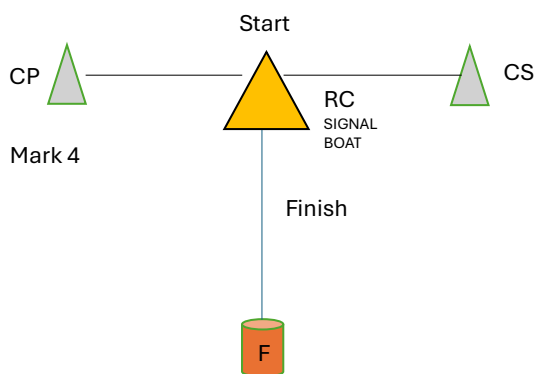 Start
CP
CS
RC
SIGNAL
BOAT
Mark 4
Finish
F